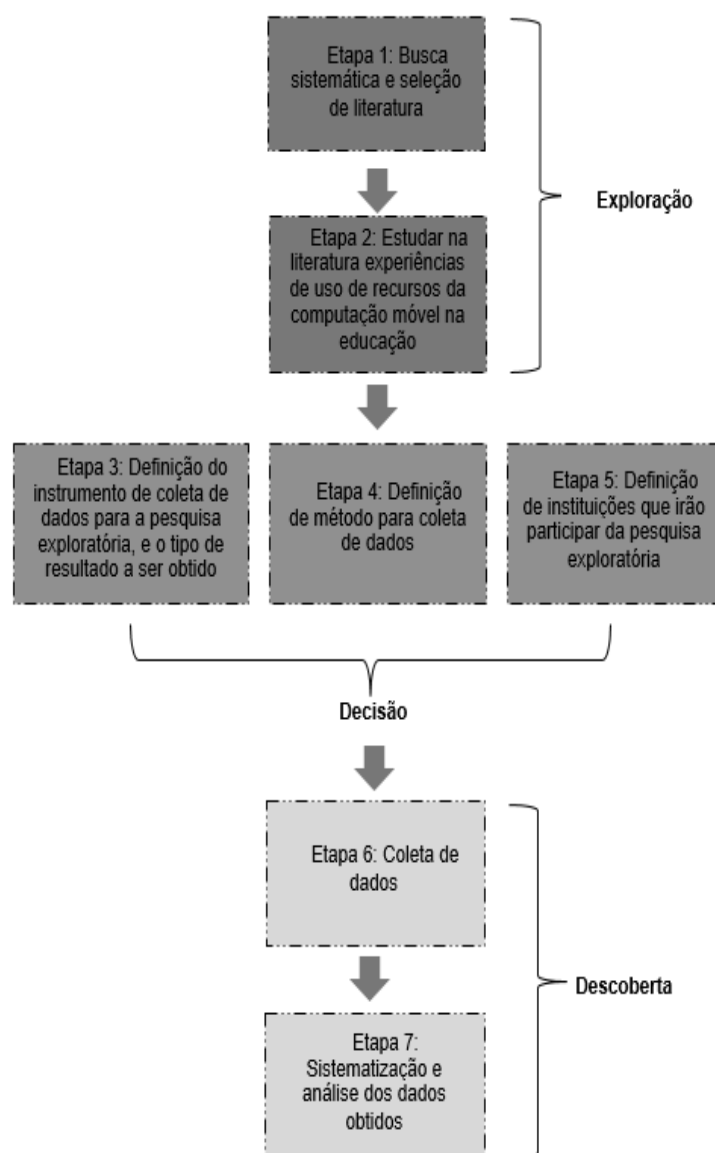 Etapa 1: Busca
sistemática e seleção
de literatura
Exploração
Etapa 2: Estudar na
literatura experiências
de uso de recursos da
computação móvel na
educação
Etapa 3: Definição do
instrumento de coleta de
dados para a pesquisa
exploratória, e o tipo de
resultado a ser obtido
Etapa 4: Definição
de método para coleta
de dados
Etapa 5: Definição
de instituições que irão
participar da pesquisa
exploratória
Decisão
Etapa 6: Coleta de
dados
Descoberta
Etapa 7:
Sistematização e
análise dos dados
obtidos